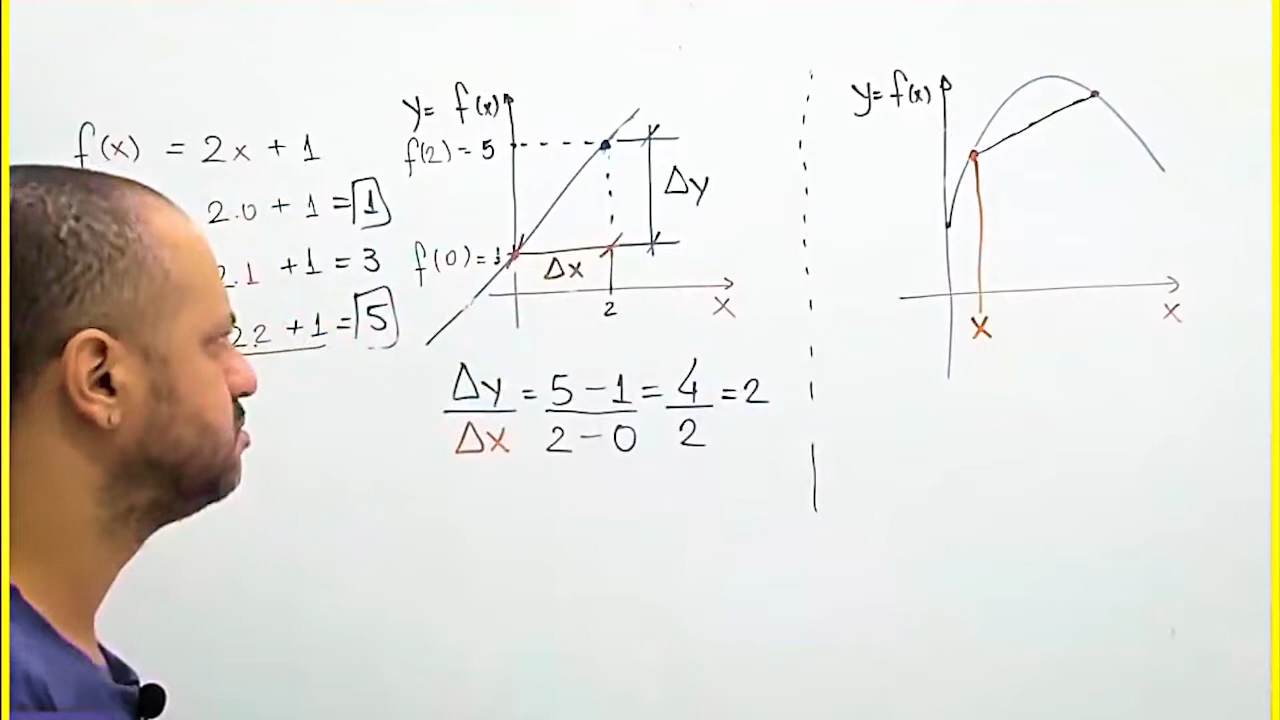 f(x) = 2x + 1
2.0 + 1 = 1
2.1 + 1 = 3
2.2 + 1 = 5
y = f(x)
f(2) = 5
Δy
f(0) = 1
Δx
2
x
Δy/Δx = 5 - 1/2 - 0 = 4/2 = 2
y = f(x)
x
x